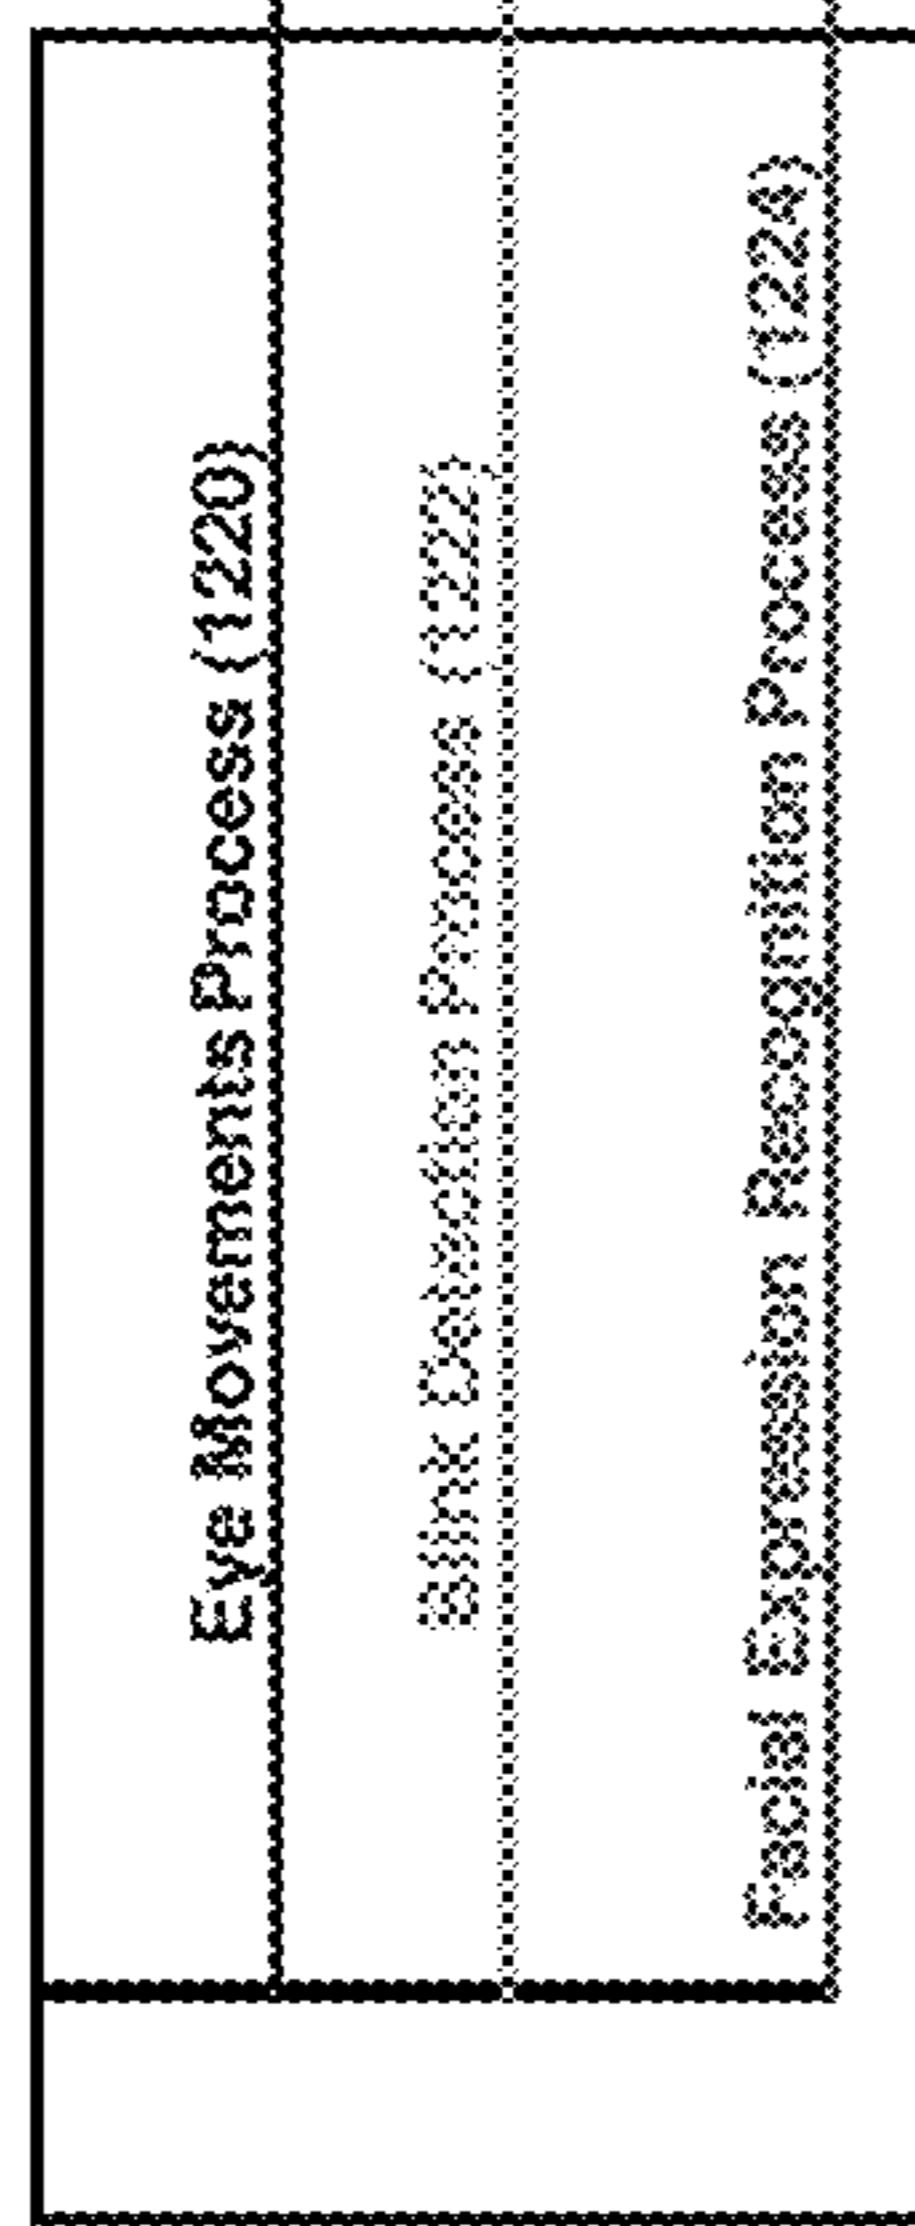 Eye Movements Process (1220)
Blink Detection Process (1222)
Facial Expression Recognition Process (1224)